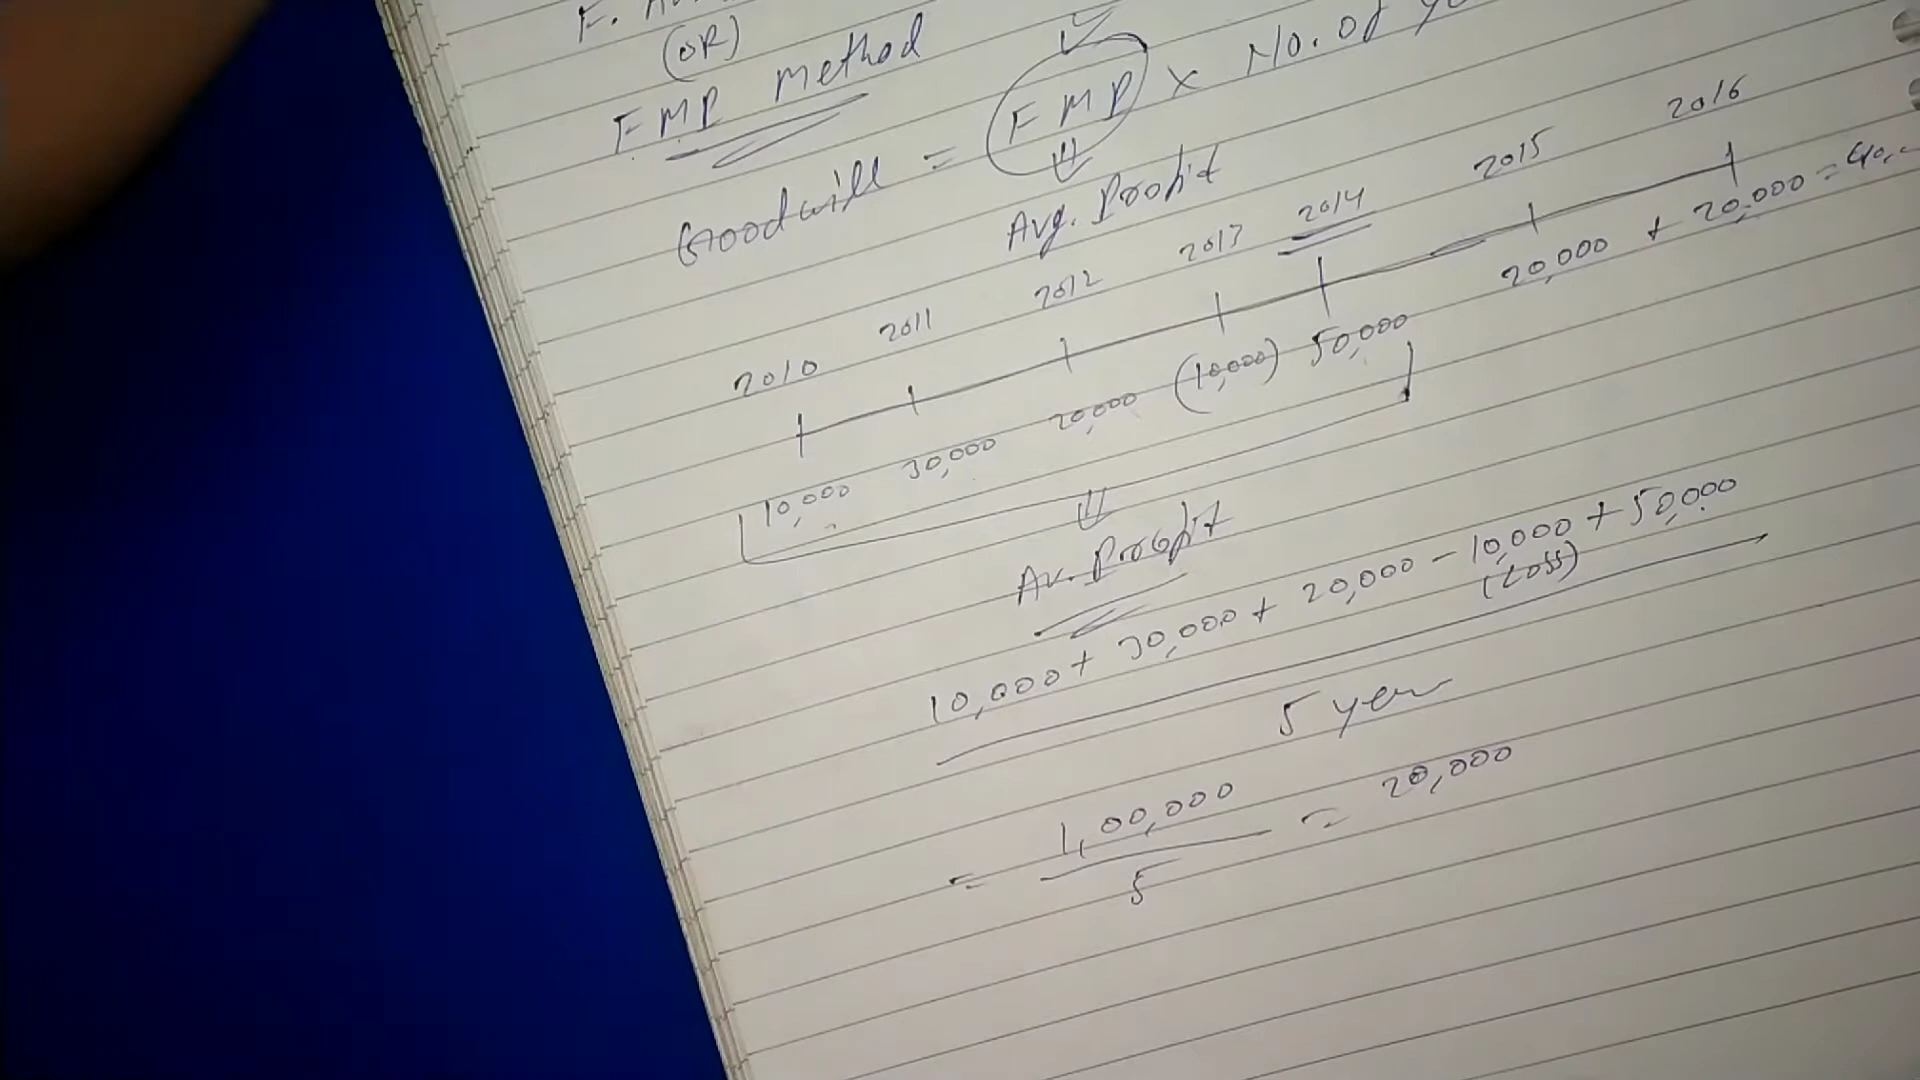 (OR)
FMP Method
Goodwill = FMP x No. of
Avg. Profit
2010 2011 2012 2013 2014 2015 2016
10,000 30,000 20,000 (10,000) 50,000 20,000 + 20,000 =
Av. Profit
10,000 + 30,000 + 20,000 - 10,000 + 50,000
(Loss)
5 year
= 1,00,000 = 20,000
5